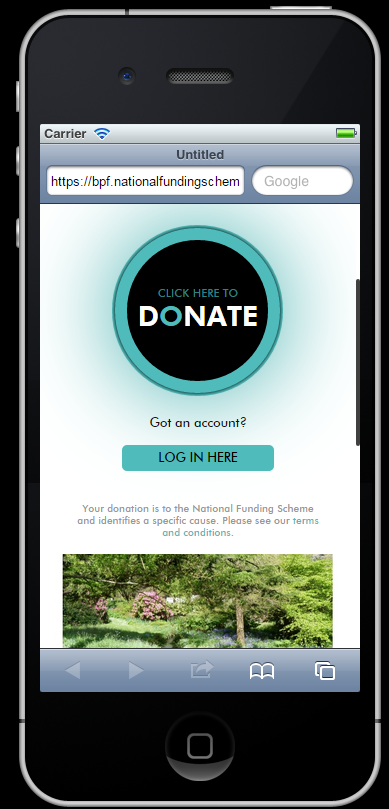 Carrier
Untitled
https://bpf.nationalfundingschem
Google
CLICK HERE TO
DONATE
Got an account?
LOG IN HERE
Your donation is to the National Funding Scheme
and identifies a specific cause. Please see our terms
and conditions.